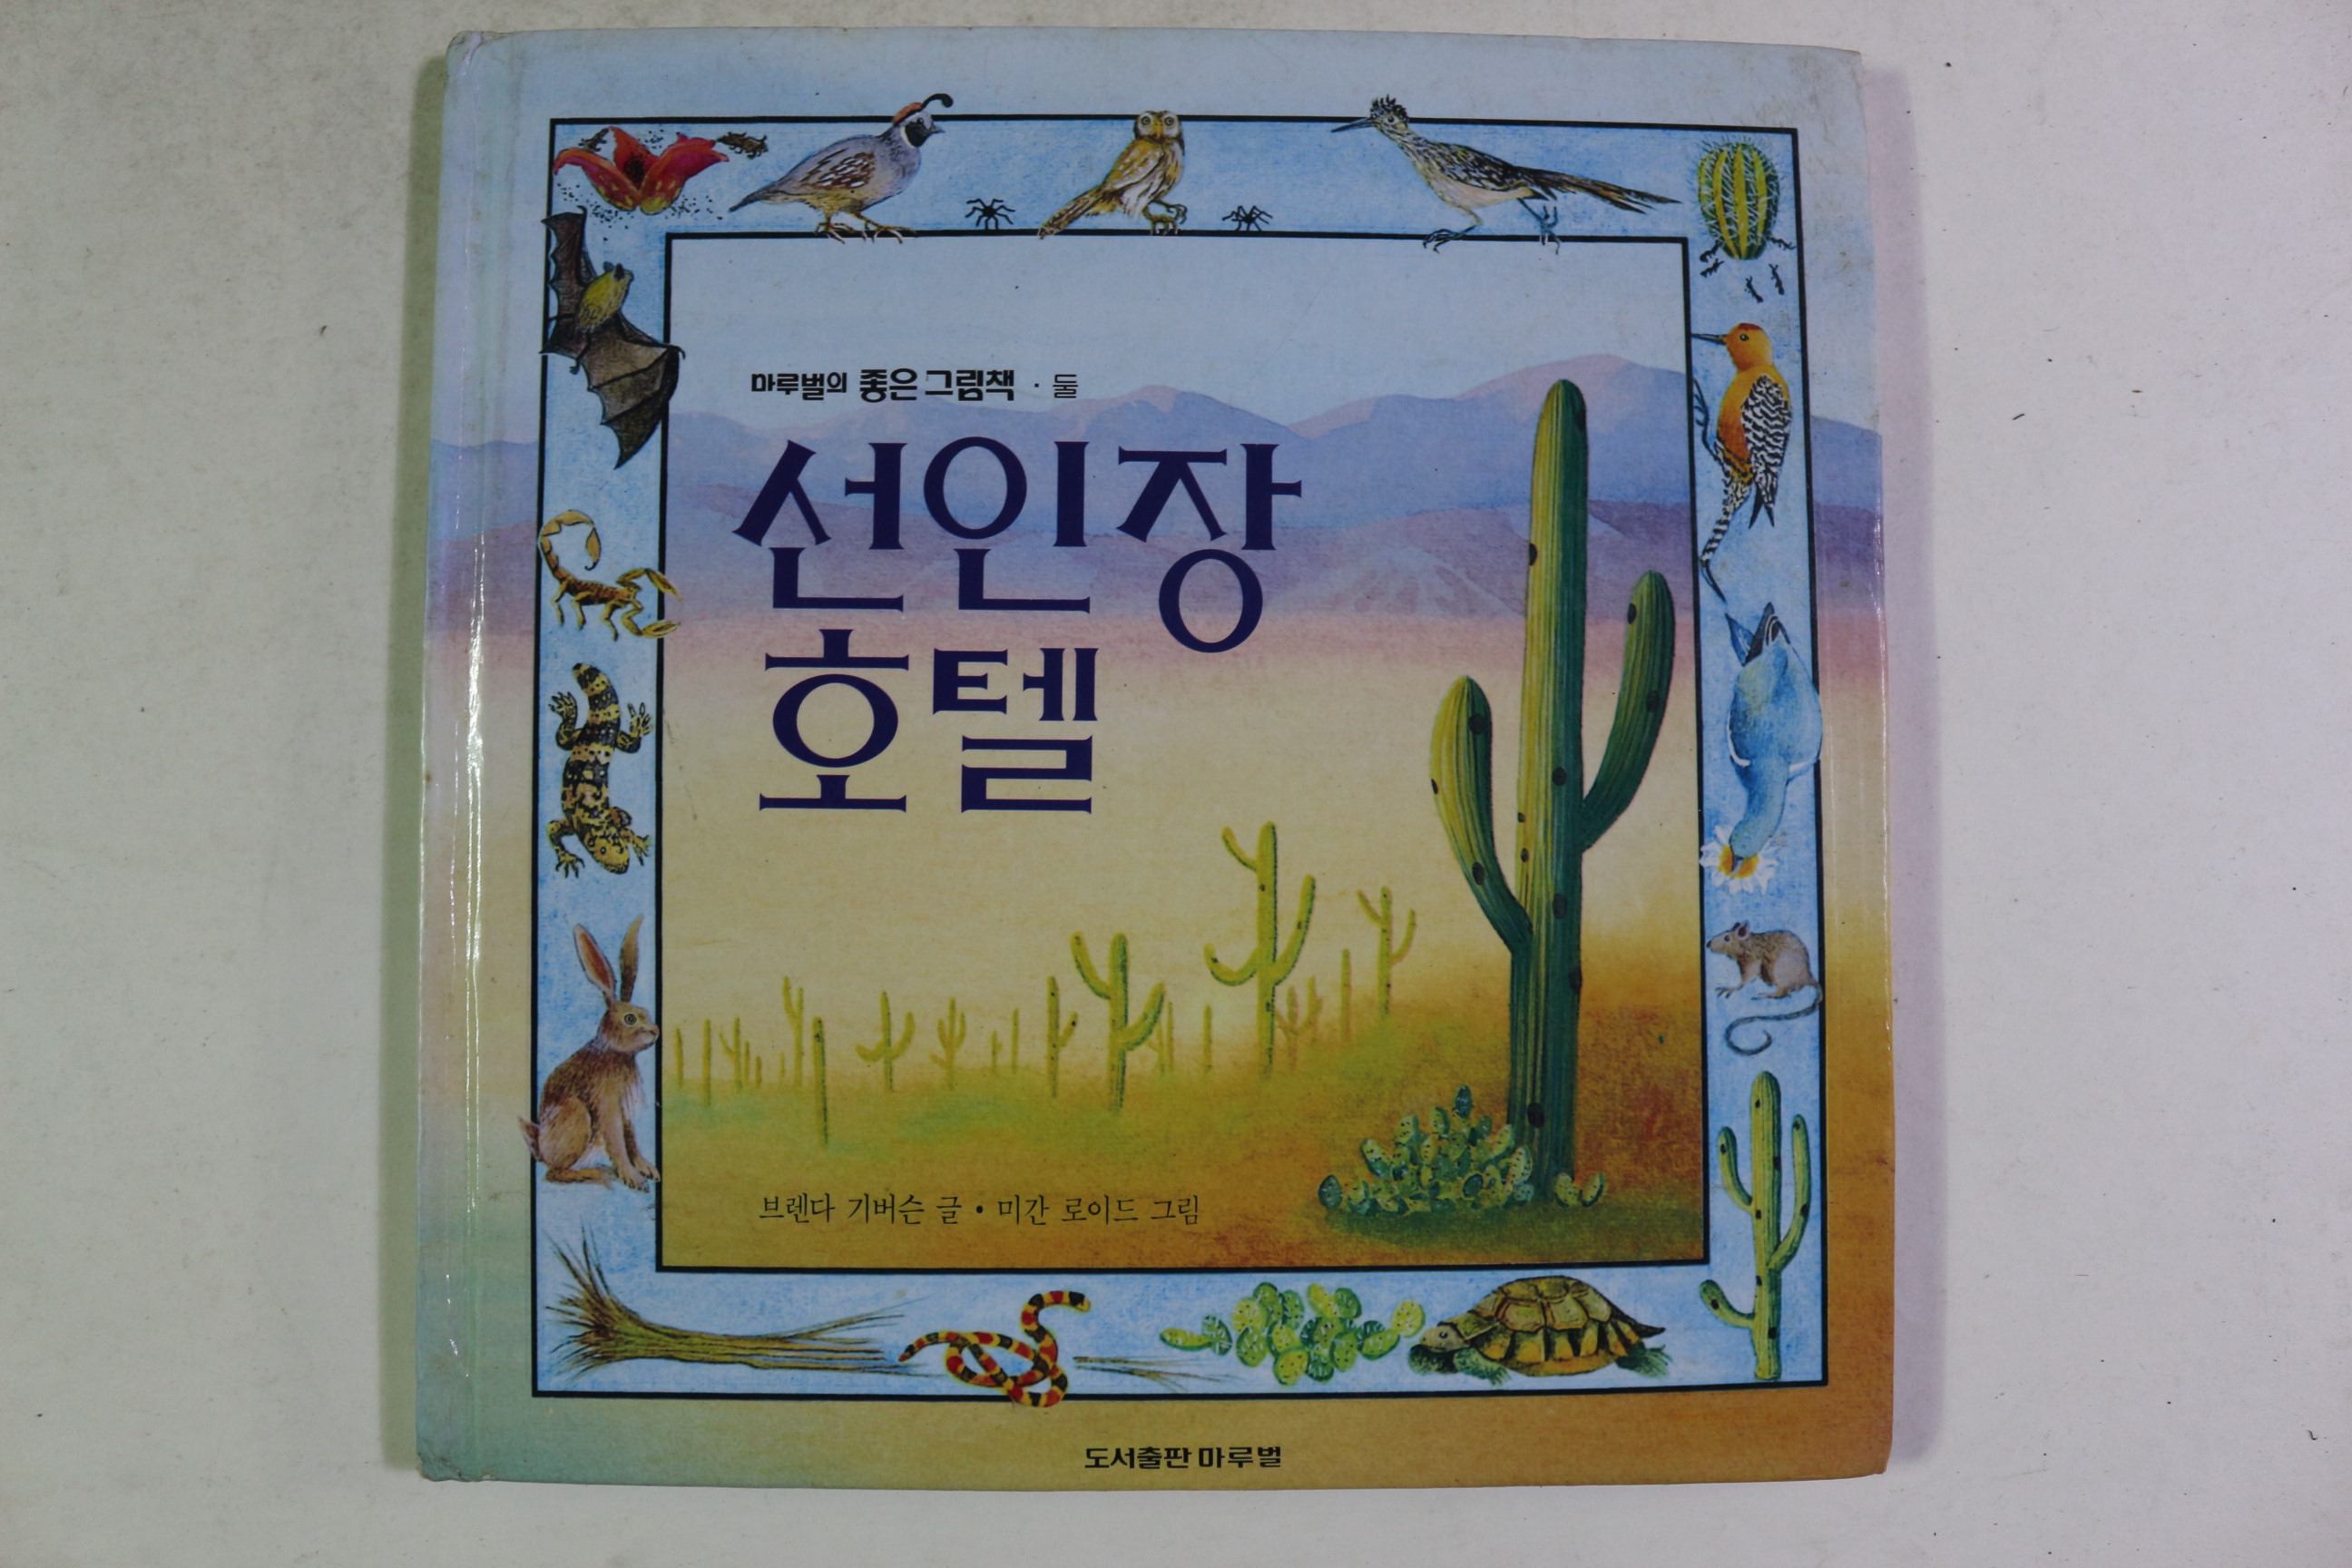 마루벌의 좋은 그림책 · 둘
선인장
호텔
브렌다 기버슨 글 • 미간 로이드 그림
도서출판 마루벌